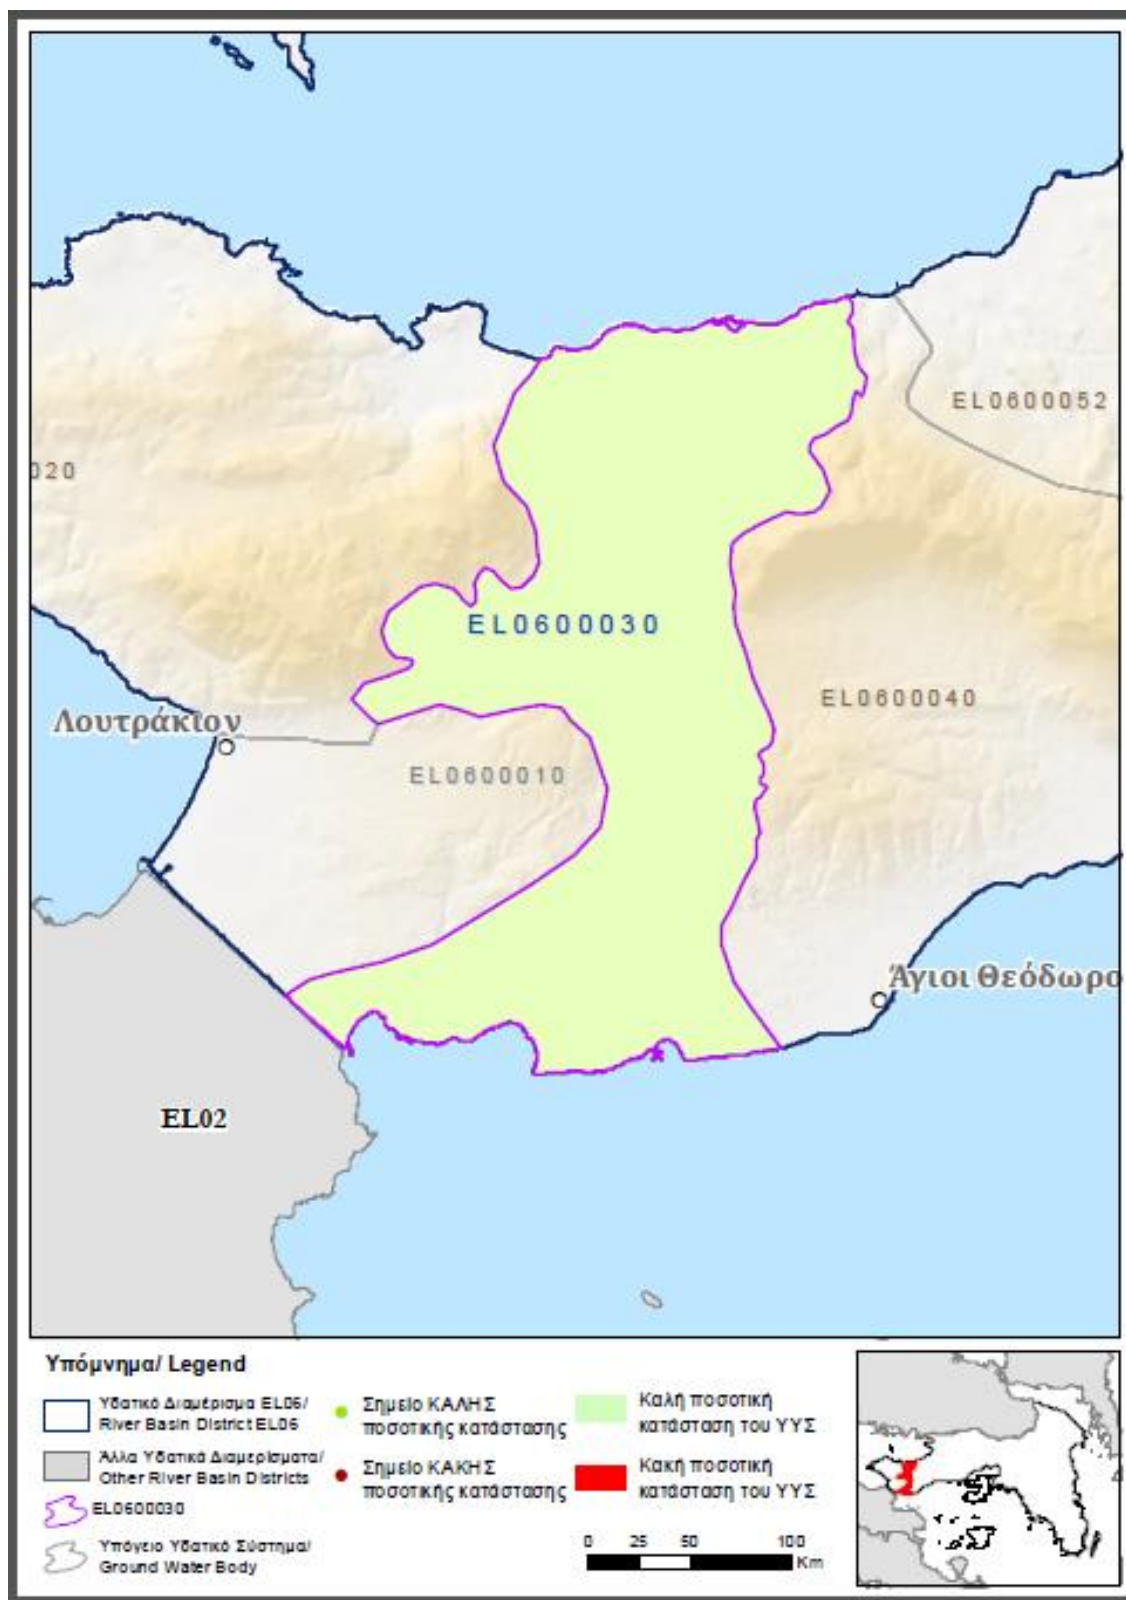 EL0600052
020
EL0600030
EL0600040
Λουτράκιον
EL0600010
Άγιοι Θεόδωρο
EL02
Υπόμνημα/ Legend
Υδατικό Διαμέρισμα EL06/
River Basin District EL06
Άλλα Υδατικά Διαμερίσματα/
Other River Basin Districts
EL0600030
Υπόγειο Υδατικό Σύστημα/
Ground Water Body
Σημείο ΚΑΛΗΣ
ποσοτικής κατάστασης
Σημείο ΚΑΚΗΣ
ποσοτικής κατάστασης
Καλή ποσοτική
κατάσταση του ΥΥΣ
Κακή ποσοτική
κατάσταση του ΥΥΣ
0 25 50 100
Km